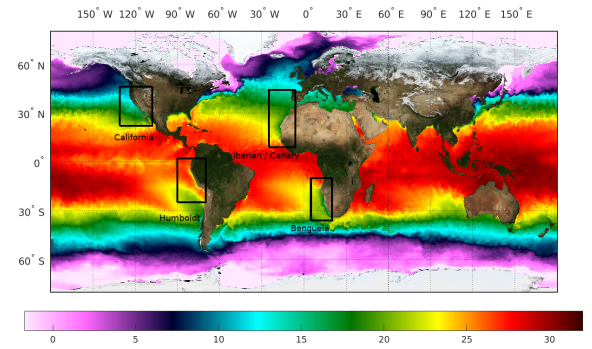 150° W 120° W 90° W 60° W 30° W 0° 30° E 60° E 90° E 120° E 150° E
60° N
30° N
California
Iberian / Canary
0°
Humboldt
Benguela
30° S
60° S
0 5 10 15 20 25 30